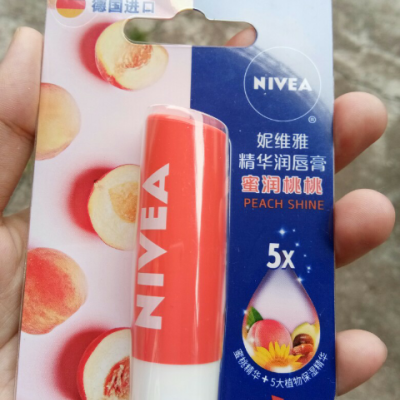 德国进口
NIVEA
妮维雅
精华润唇膏
蜜润桃桃
PEACH SHINE
5x
蜜桃精华+5大植物保湿精华
NIVEA